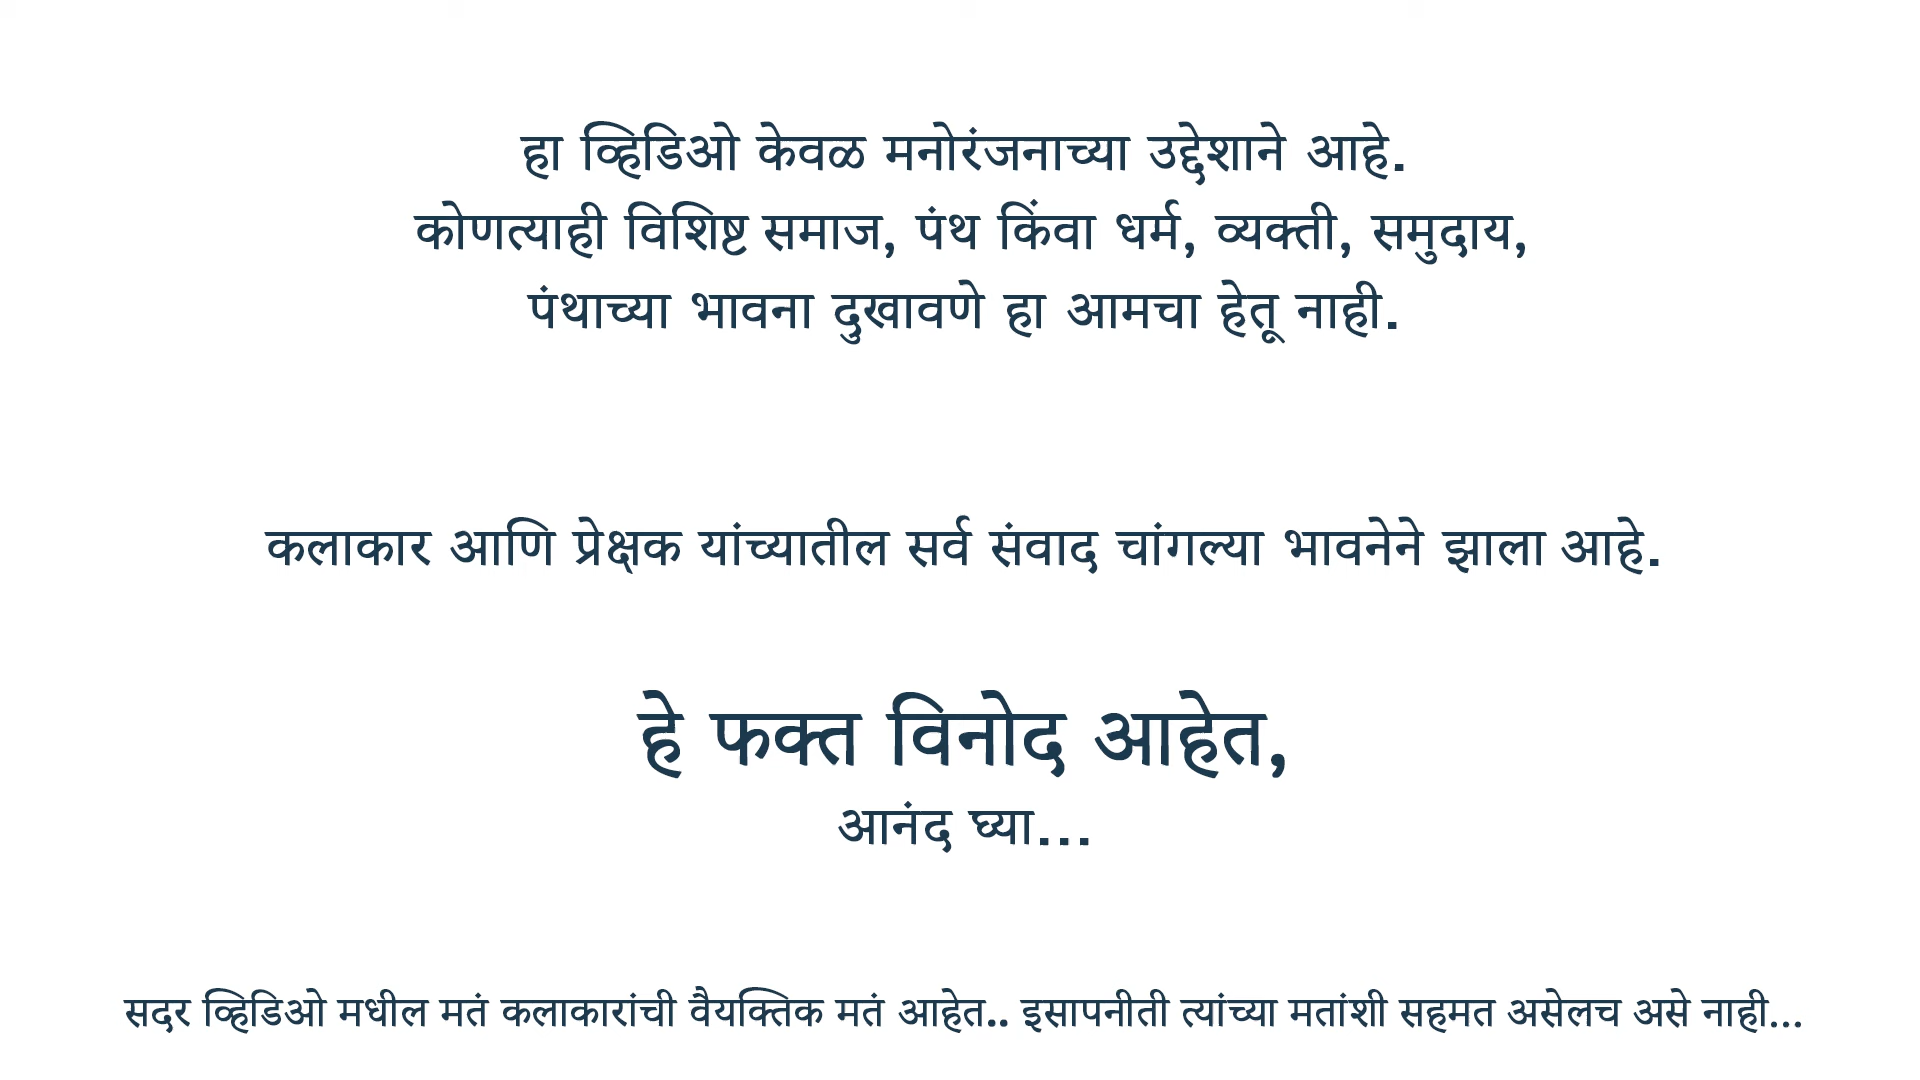 हा व्हिडिओ केवळ मनोरंजनाच्या उद्देशाने आहे.
कोणत्याही विशिष्ट समाज, पंथ किंवा धर्म, व्यक्ती, समुदाय,
पंथाच्या भावना दुखावणे हा आमचा हेतू नाही.
कलाकार आणि प्रेक्षक यांच्यातील सर्व संवाद चांगल्या भावनेने झाला आहे.
हे फक्त विनोद आहेत,
आनंद घ्या...
सदर व्हिडिओ मधील मतं कलाकारांची वैयक्तिक मतं आहेत.. इसापनीती त्यांच्या मतांशी सहमत असेलच असे नाही...